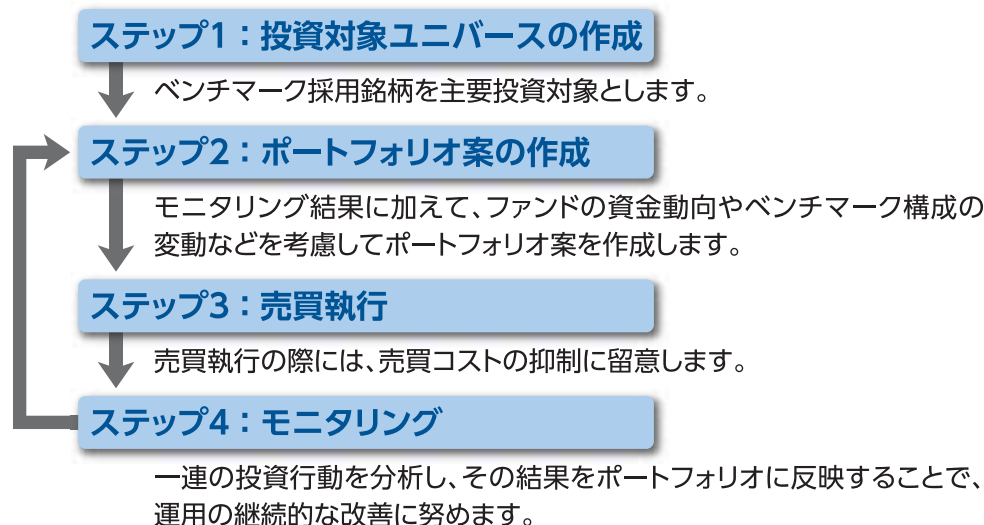 ステップ1：投資対象ユニバースの作成
ベンチマーク採用銘柄を主要投資対象とします。
ステップ2：ポートフォリオ案の作成
モニタリング結果に加えて、ファンドの資金動向やベンチマーク構成の
変動などを考慮してポートフォリオ案を作成します。
ステップ3：売買執行
売買執行の際には、売買コストの抑制に留意します。
ステップ4：モニタリング
一連の投資行動を分析し、その結果をポートフォリオに反映することで、
運用の継続的な改善に努めます。